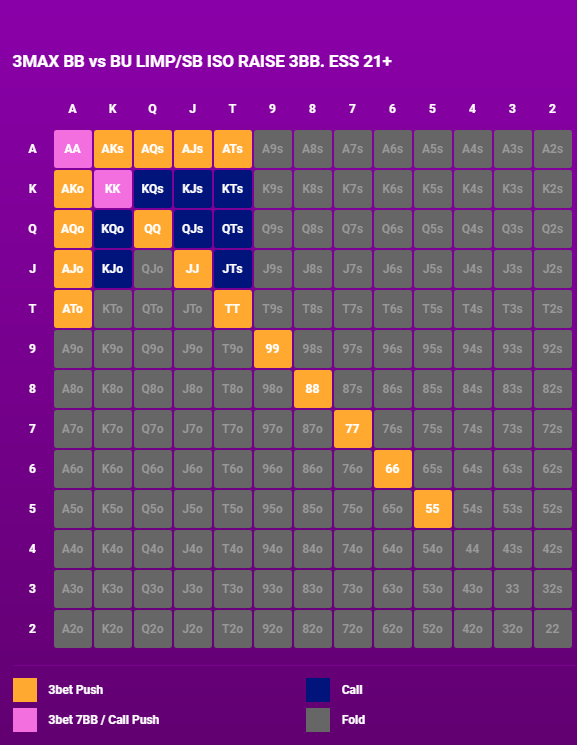 3MAX BB vs BU LIMP/SB ISO RAISE 3BB. ESS 21+
A K Q J T 9 8 7 6 5 4 3 2
A AA AKs AQs AJs ATs A9s A8s A7s A6s A5s A4s A3s A2s
K AKo KK KQs KJs KTs K9s K8s K7s K6s K5s K4s K3s K2s
Q AQo KQo QQ QJs QTs Q9s Q8s Q7s Q6s Q5s Q4s Q3s Q2s
J AJo KJo QJo JJ JTs J9s J8s J7s J6s J5s J4s J3s J2s
T ATo KTo QTo JTo TT T9s T8s T7s T6s T5s T4s T3s T2s
9 A9o K9o Q9o J9o T9o 99 98s 97s 96s 95s 94s 93s 92s
8 A8o K8o Q8o J8o T8o 98o 88 87s 86s 85s 84s 83s 82s
7 A7o K7o Q7o J7o T7o 97o 87o 77 76s 75s 74s 73s 72s
6 A6o K6o Q6o J6o T6o 96o 86o 76o 66 65s 64s 63s 62s
5 A5o K5o Q5o J5o T5o 95o 85o 75o 65o 55 54s 53s 52s
4 A4o K4o Q4o J4o T4o 94o 84o 74o 64o 54o 44 43s 42s
3 A3o K3o Q3o J3o T3o 93o 83o 73o 63o 53o 43o 33 32s
2 A2o K2o Q2o J2o T2o 92o 82o 72o 62o 52o 42o 32o 22
3bet Push Call
3bet 7BB / Call Push Fold